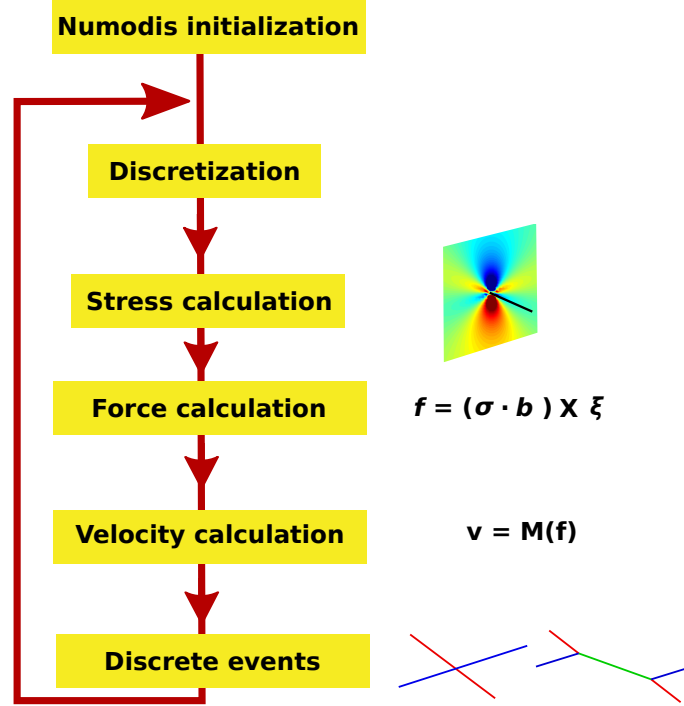 Numodis initialization
Discretization
Stress calculation
Force calculation
f = (σ · b ) X ξ
Velocity calculation
v = M(f)
Discrete events